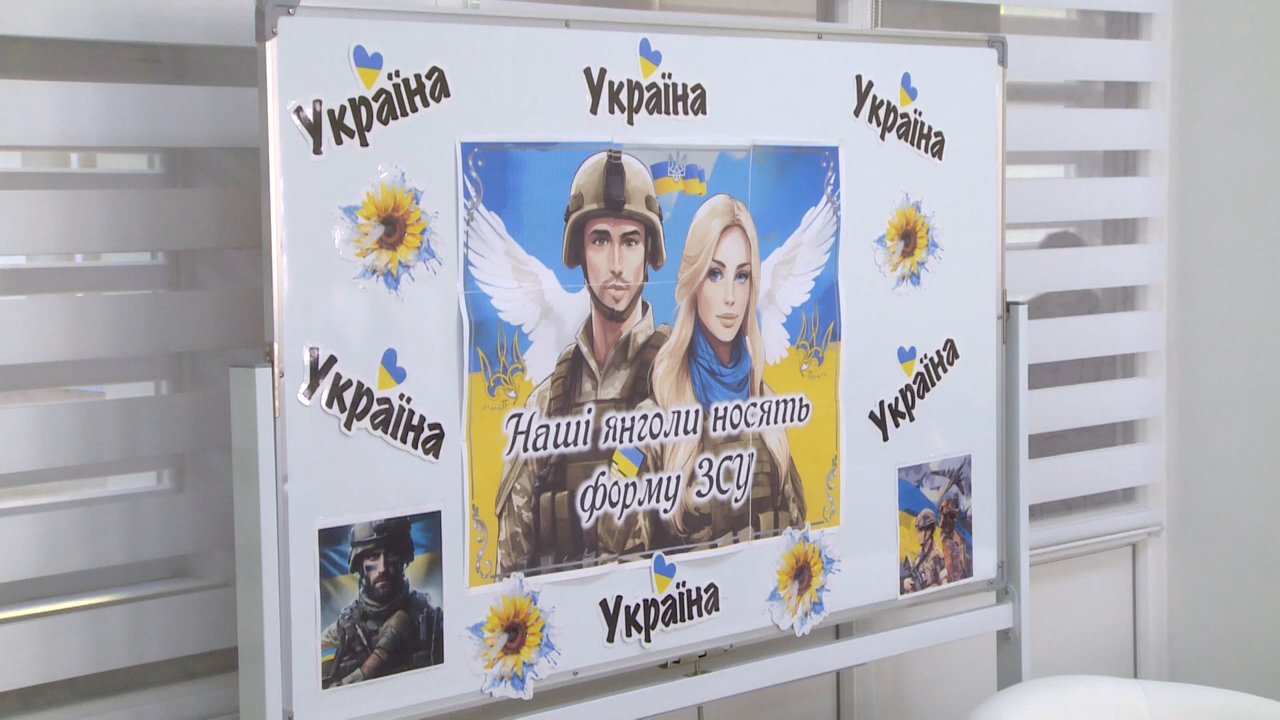 Україна
Україна
Україна
Україна
Україна
Наші янголи носять
форму ЗСУ
Україна